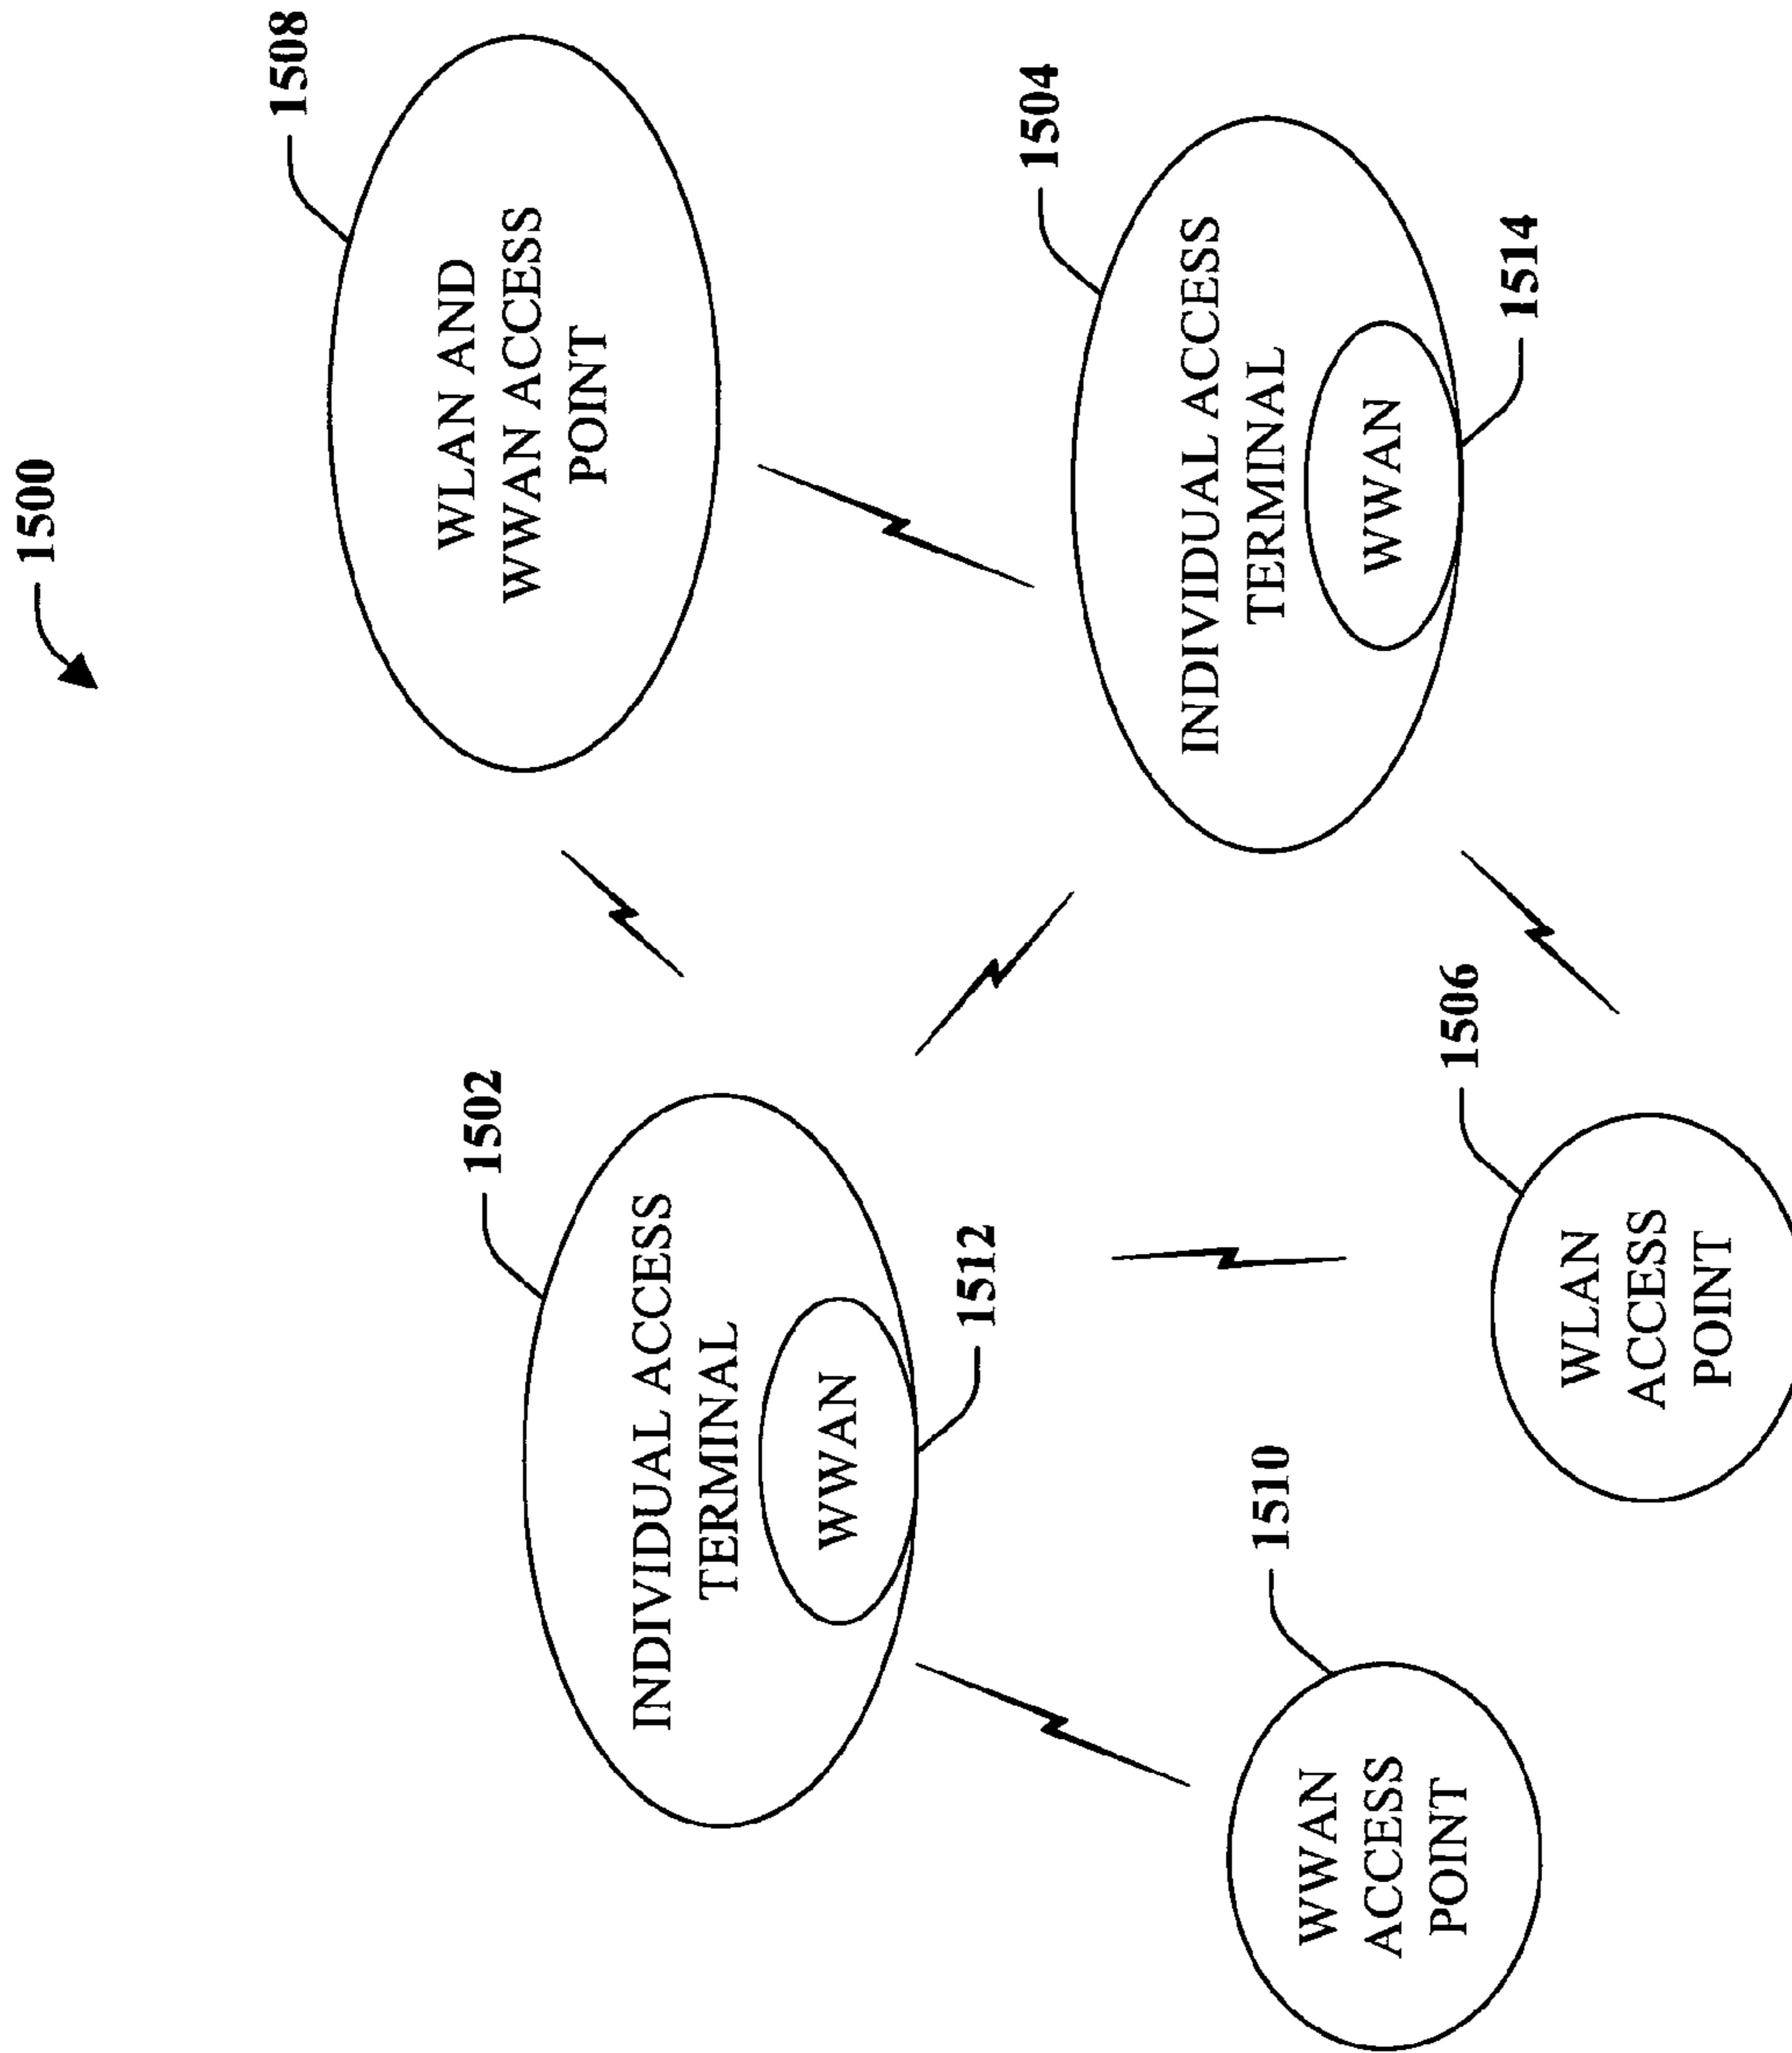 1500
1508
WLAN AND
WWAN ACCESS
POINT
1502
INDIVIDUAL ACCESS
TERMINAL
WWAN
1512
1504
INDIVIDUAL ACCESS
TERMINAL
WWAN
1514
1510
WWAN
ACCESS
POINT
1506
WLAN
ACCESS
POINT